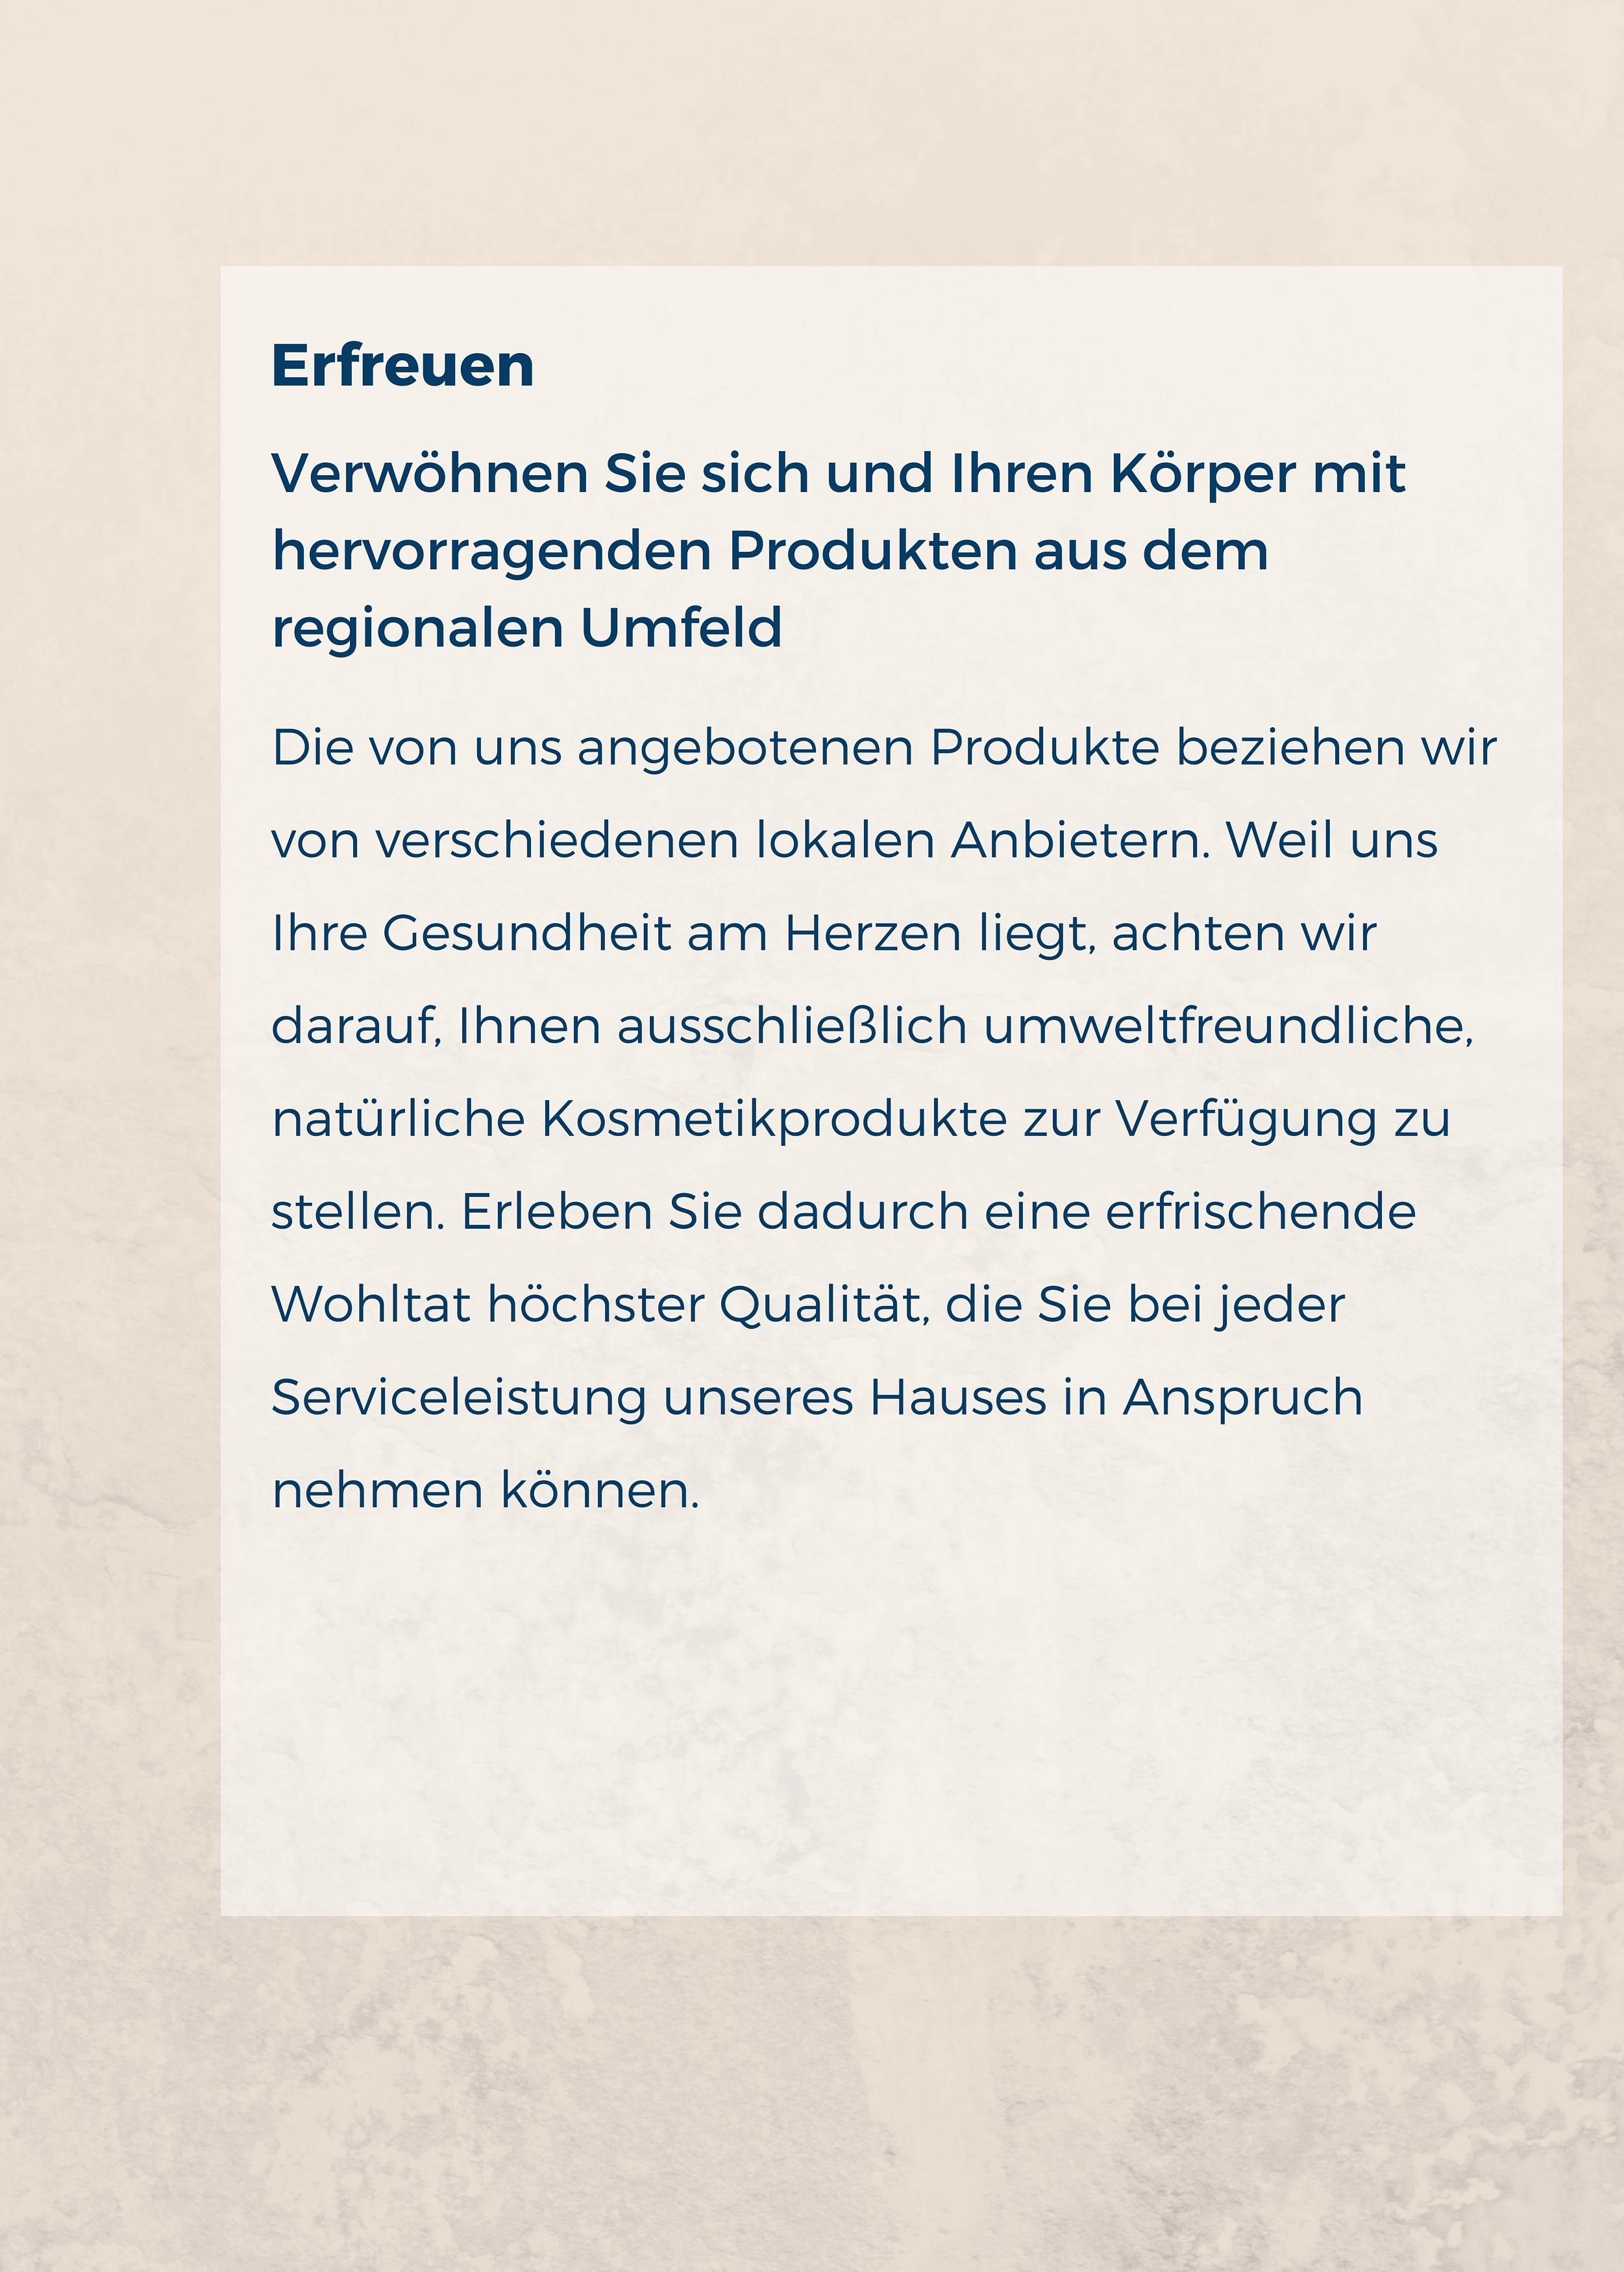 Erfreuen
Verwöhnen Sie sich und Ihren Körper mit
hervorragenden Produkten aus dem
regionalen Umfeld
Die von uns angebotenen Produkte beziehen wir
von verschiedenen lokalen Anbietern. Weil uns
Ihre Gesundheit am Herzen liegt, achten wir
darauf, Ihnen ausschließlich umweltfreundliche,
natürliche Kosmetikprodukte zur Verfügung zu
stellen. Erleben Sie dadurch eine erfrischende
Wohltat höchster Qualität, die Sie bei jeder
Serviceleistung unseres Hauses in Anspruch
nehmen können.